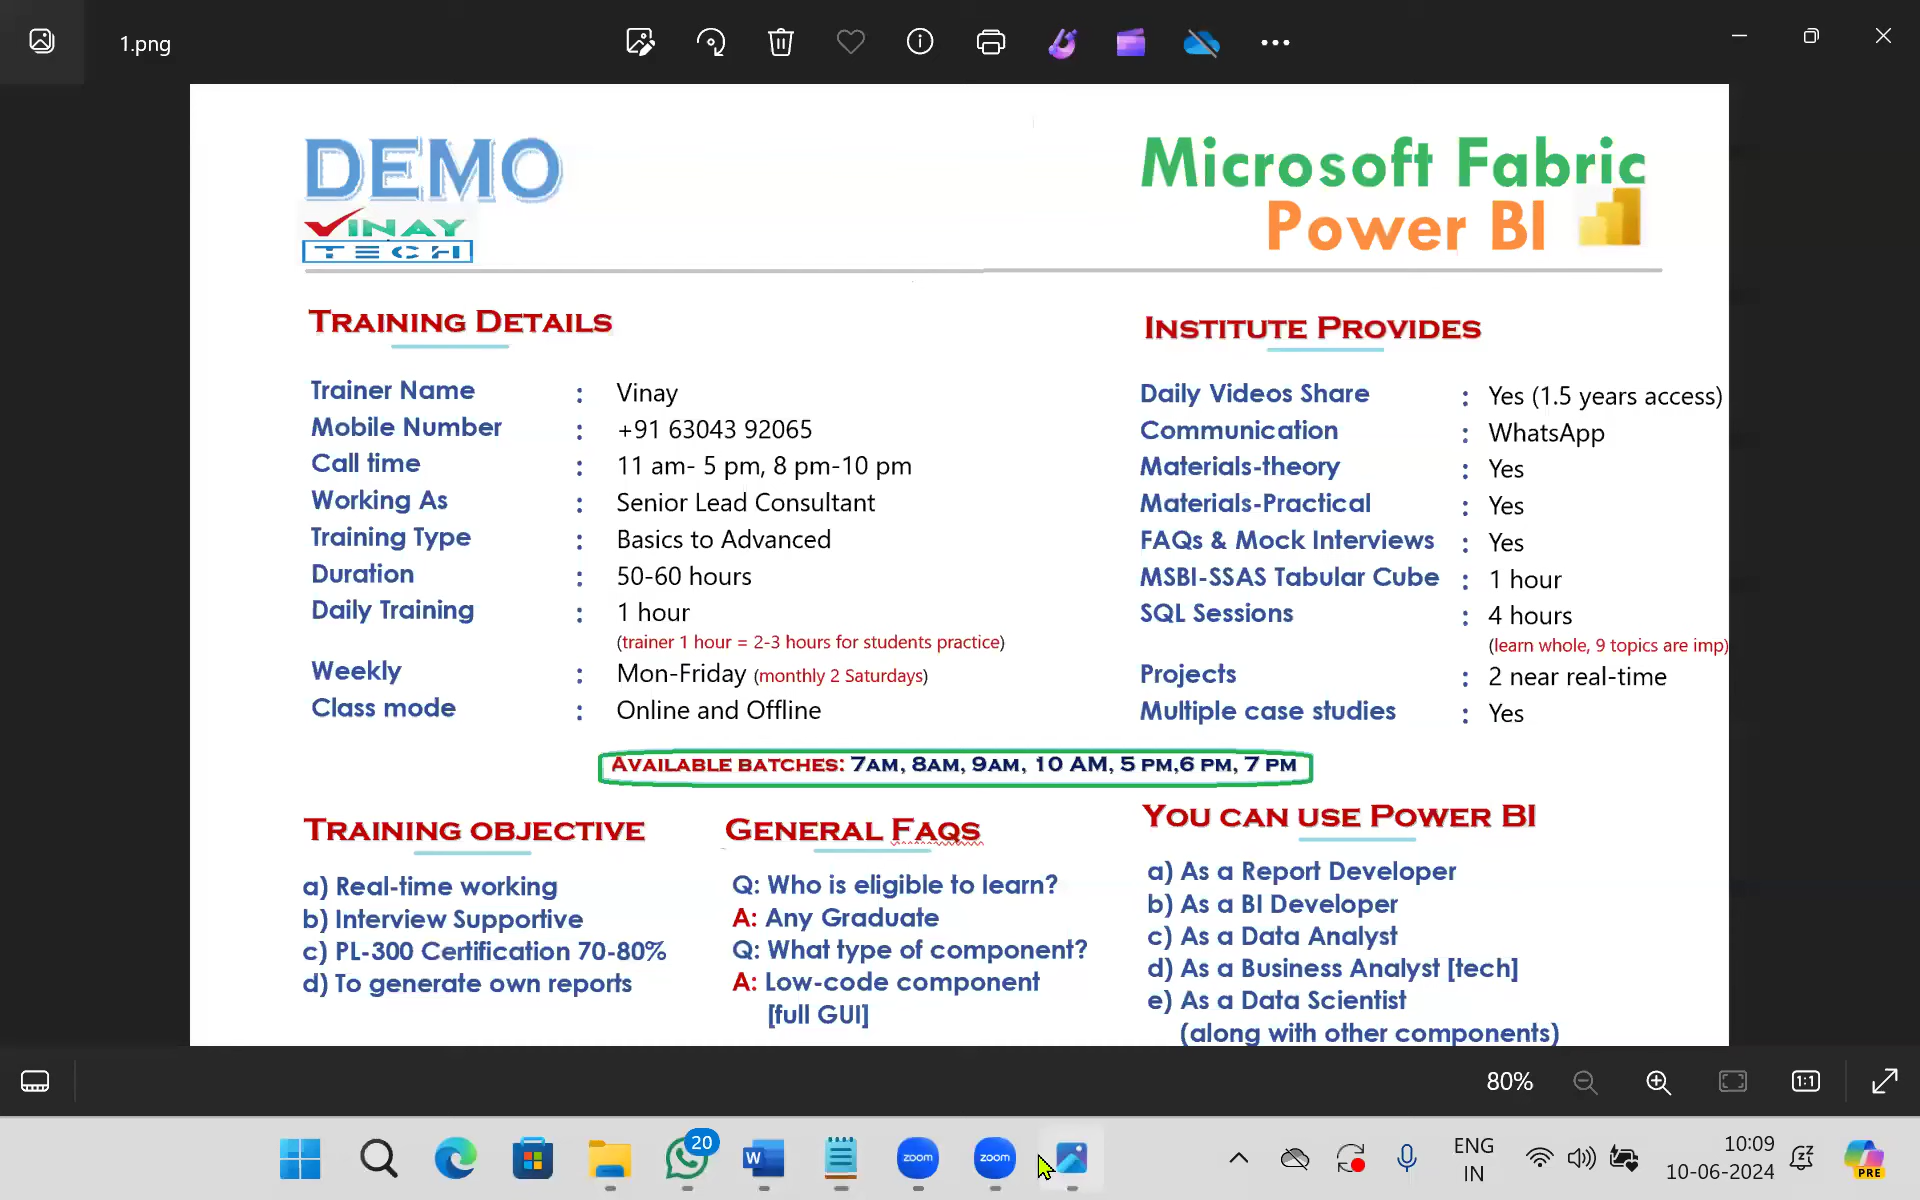 1.png
DEMO
VINAY
TECH
Microsoft Fabric
Power BI
TRAINING DETAILS
Trainer Name : Vinay
Mobile Number : +91 63043 92065
Call time : 11 am- 5 pm, 8 pm-10 pm
Working As : Senior Lead Consultant
Training Type : Basics to Advanced
Duration : 50-60 hours
Daily Training : 1 hour
(trainer 1 hour = 2-3 hours for students practice)
Weekly : Mon-Friday (monthly 2 Saturdays)
Class mode : Online and Offline
INSTITUTE PROVIDES
Daily Videos Share : Yes (1.5 years access)
Communication : WhatsApp
Materials-theory : Yes
Materials-Practical : Yes
FAQs & Mock Interviews : Yes
MSBI-SSAS Tabular Cube : 1 hour
SQL Sessions : 4 hours
(learn whole, 9 topics are imp)
Projects : 2 near real-time
Multiple case studies : Yes
AVAILABLE BATCHES: 7AM, 8AM, 9AM, 10 AM, 5 PM,6 PM, 7 PM
TRAINING OBJECTIVE
a) Real-time working
b) Interview Supportive
c) PL-300 Certification 70-80%
d) To generate own reports
GENERAL FAQS
Q: Who is eligible to learn?
A: Any Graduate
Q: What type of component?
A: Low-code component
[full GUI]
YOU CAN USE POWER BI
a) As a Report Developer
b) As a BI Developer
c) As a Data Analyst
d) As a Business Analyst [tech]
e) As a Data Scientist
(along with other components)
80%
1:1
20
W
zoom
zoom
ENG
IN
10:09
10-06-2024
PRE